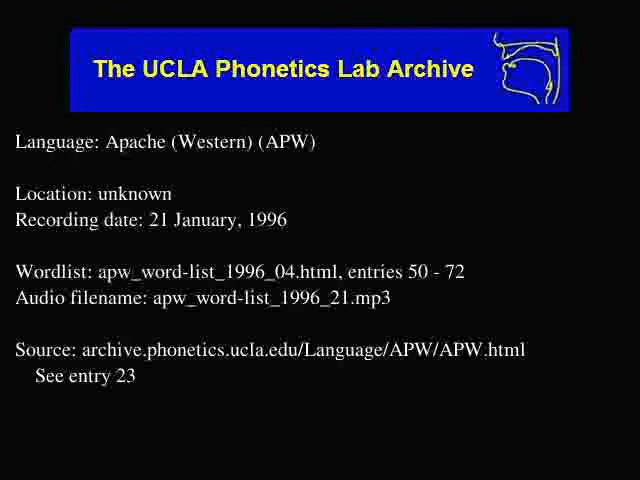 The UCLA Phonetics Lab Archive
Language: Apache (Western) (APW)
Location: unknown
Recording date: 21 January, 1996
Wordlist: apw_word-list_1996_04.html, entries 50 - 72
Audio filename: apw_word-list_1996_21.mp3
Source: archive.phonetics.ucla.edu/Language/APW/APW.html
See entry 23